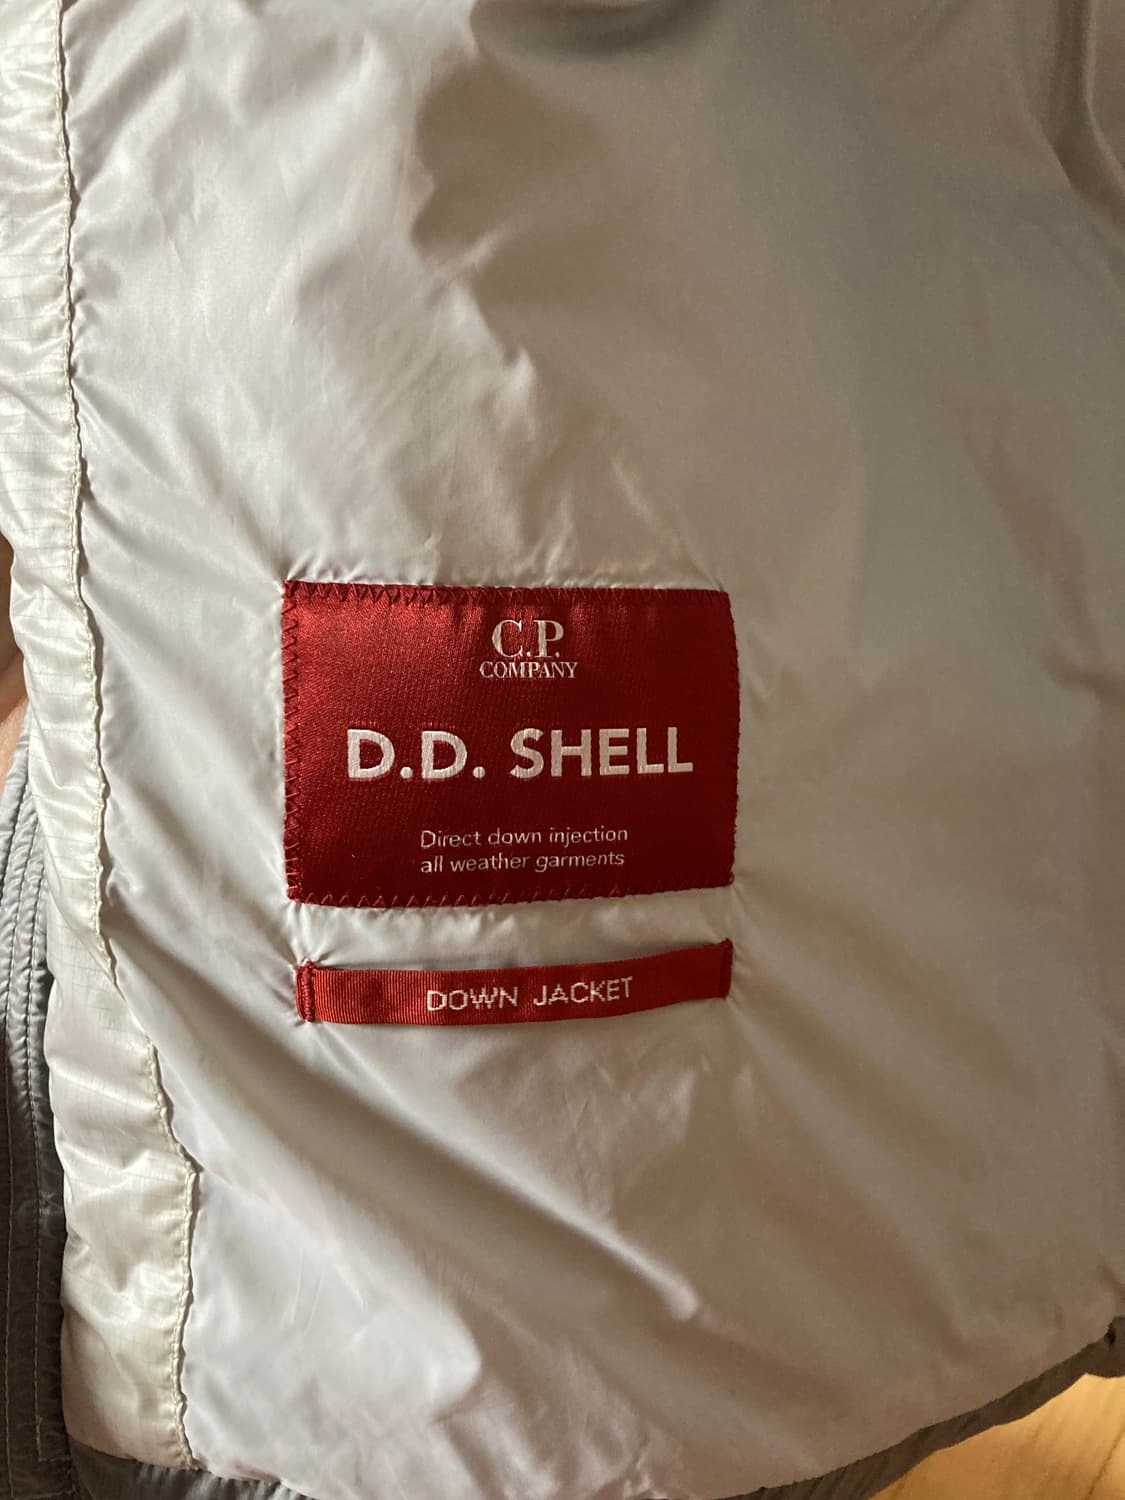 C.P.
COMPANY
D.D. SHELL
Direct down injection
all weather garments
DOWN JACKET